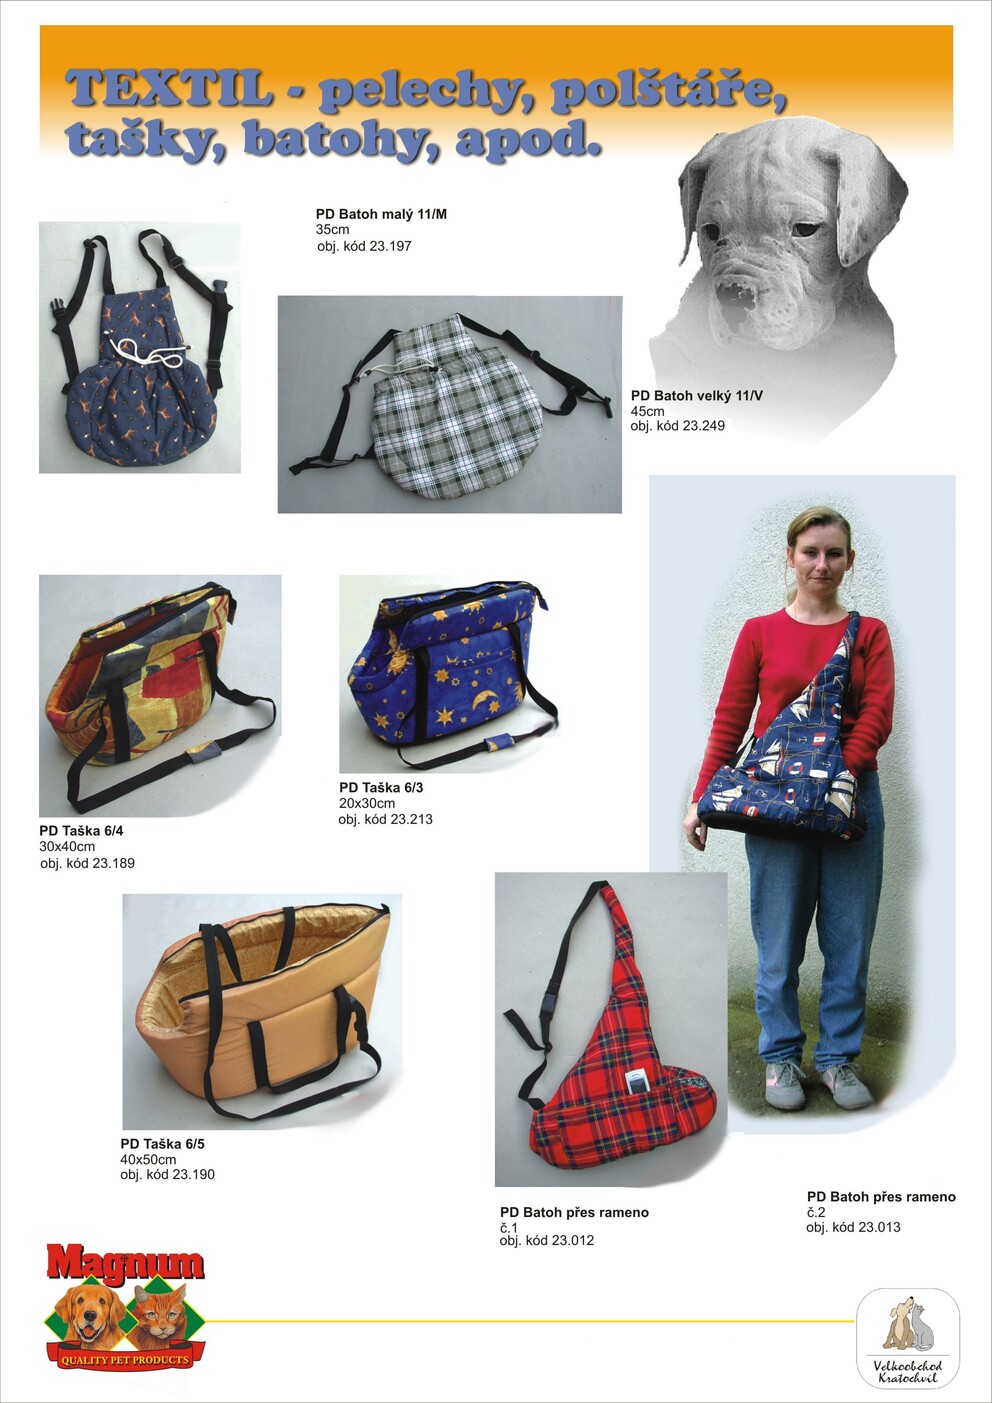 TEXTIL - pelechy, polštáře,
tašky, batohy, apod.
PD Batoh malý 11/M
35cm
obj. kód 23.197
PD Batoh velký 11/V
45cm
obj. kód 23.249
PD Taška 6/4
30x40cm
obj. kód 23.189
PD Taška 6/3
20x30cm
obj. kód 23.213
PD Taška 6/5
40x50cm
obj. kód 23.190
PD Batoh přes rameno
č.1
obj. kód 23.012
PD Batoh přes rameno
č.2
obj. kód 23.013
Magnum
QUALITY PET PRODUCTS
Velkoobchod
Kratochvíl